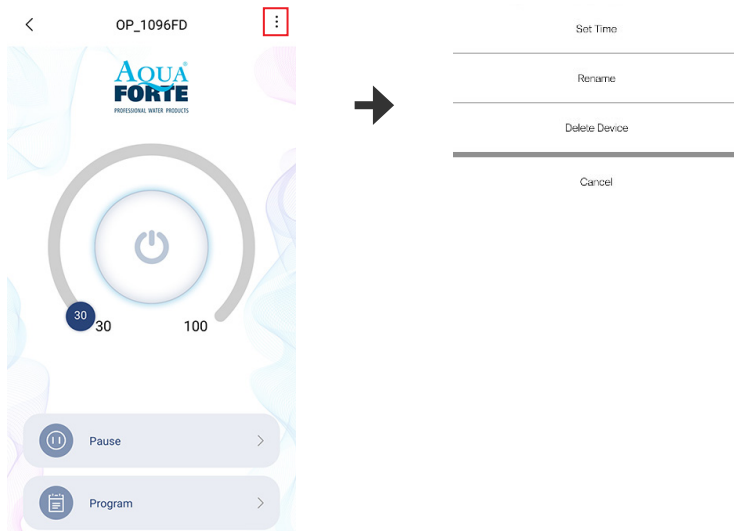 OP_1096FD
AQUA
FORTE
PROFESSIONAL WATER PRODUCTS
30
30
100
Pause
Program
Set Time
Rename
Delete Device
Cancel